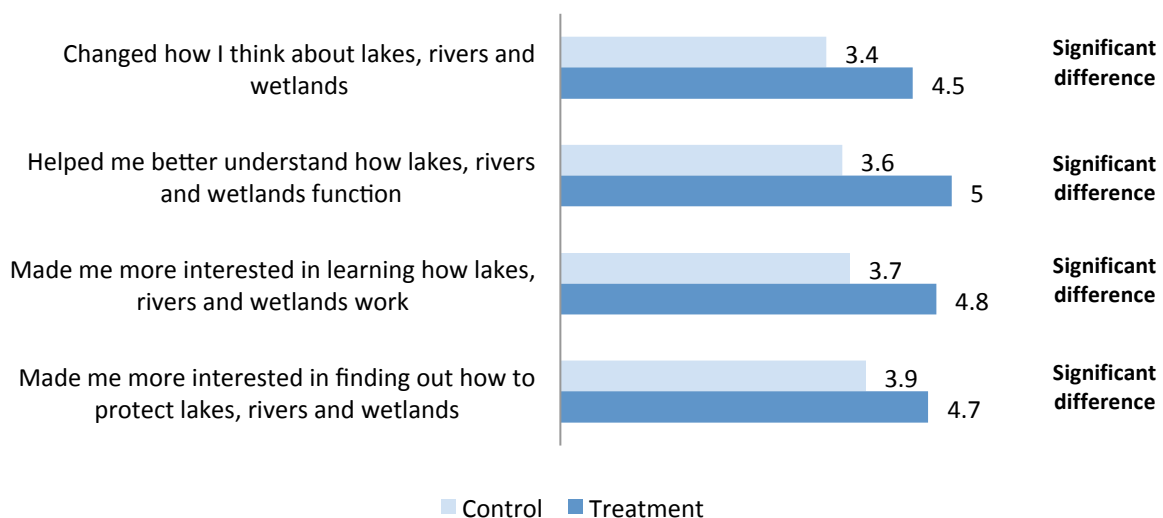 Changed how I think about lakes, rivers and
wetlands
3.4
4.5
Significant
difference
Helped me better understand how lakes, rivers
and wetlands function
3.6
5
Significant
difference
Made me more interested in learning how lakes,
rivers and wetlands work
3.7
4.8
Significant
difference
Made me more interested in finding out how to
protect lakes, rivers and wetlands
3.9
4.7
Significant
difference
Control Treatment